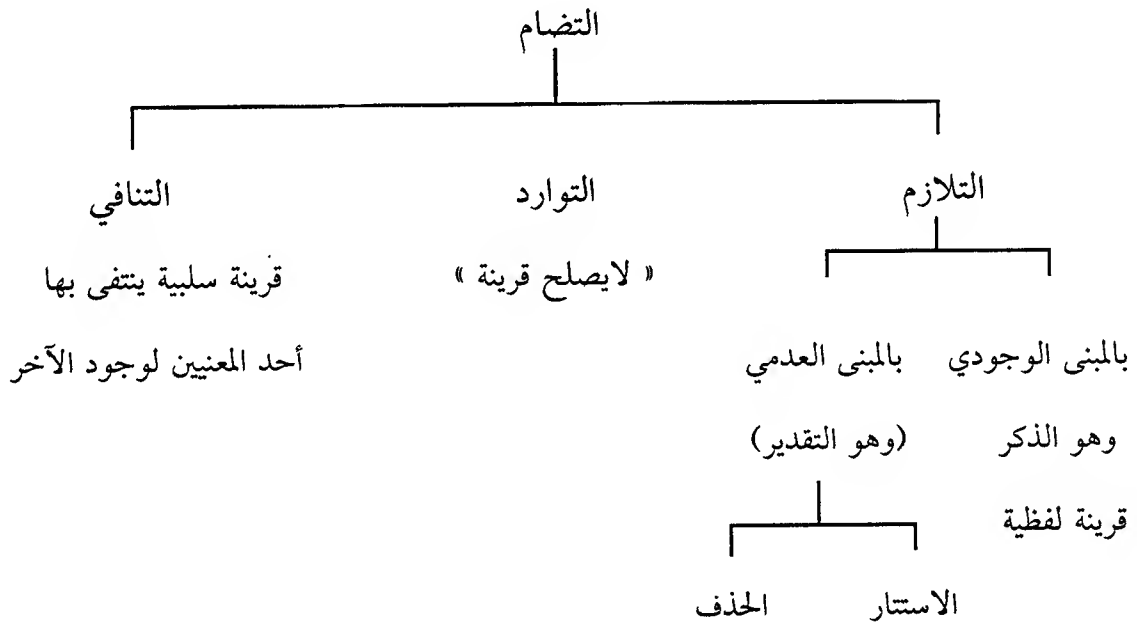 التضام
التلازم
التوارد
التنافي
« لايصلح قرينة »
قرينة سلبية ينتفى بها
أحد المعنيين لوجود الآخر
بالمبنى الوجودي
وهو الذكر
قرينة لفظية
بالمبنى العدمي
(وهو التقدير)
الاستتار
الحذف